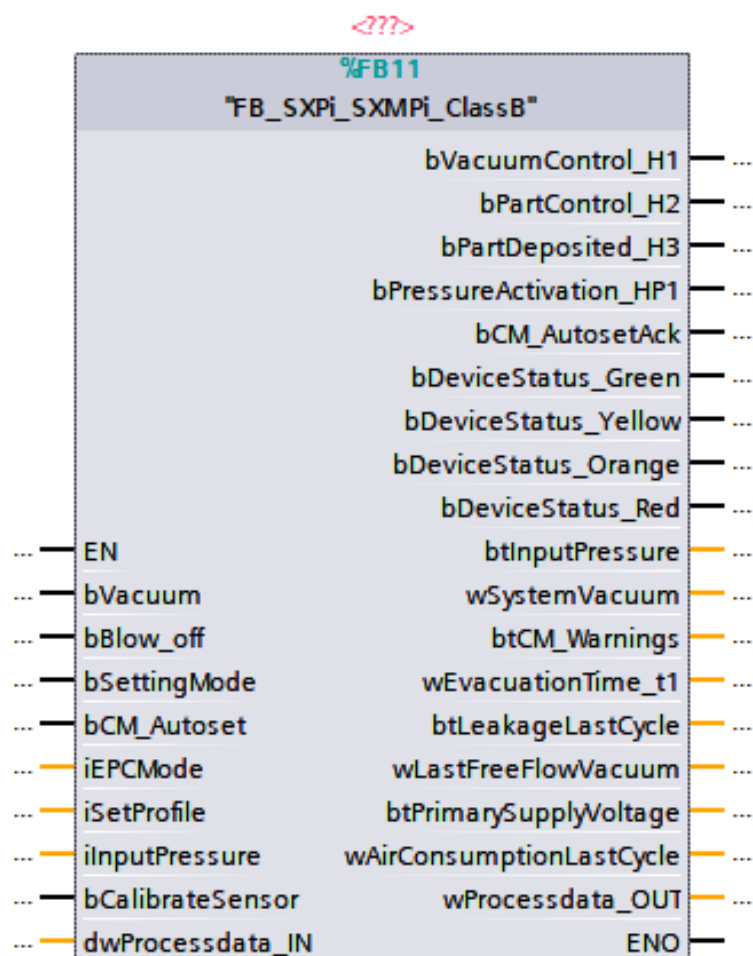 <???>
%FB11
"FB_SXPi_SXMPi_ClassB"
bVacuumControl_H1 ...
bPartControl_H2 ...
bPartDeposited_H3 ...
bPressureActivation_HP1 ...
bCM_AutosetAck ...
bDeviceStatus_Green ...
bDeviceStatus_Yellow ...
bDeviceStatus_Orange ...
bDeviceStatus_Red ...
... EN btInputPressure ...
... bVacuum wSystemVacuum ...
... bBlow_off btCM_Warnings ...
... bSettingMode wEvacuationTime_t1 ...
... bCM_Autoset btLeakageLastCycle ...
... iEPCMode wLastFreeFlowVacuum ...
... iSetProfile btPrimarySupplyVoltage ...
... iInputPressure wAirConsumptionLastCycle ...
... bCalibrateSensor wProcessdata_OUT ...
... dwProcessdata_IN ENO